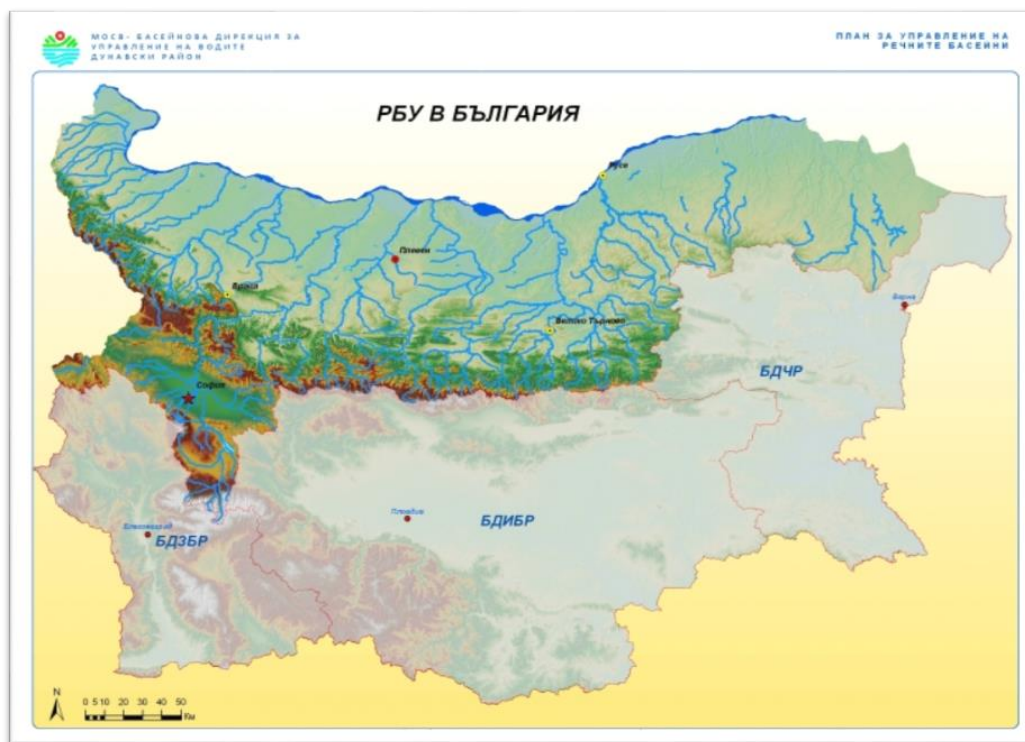 МОСВ- БАСЕЙНОВА ДИРЕКЦИЯ ЗА
УПРАВЛЕНИЕ НА ВОДИТЕ
ДУНАВСКИ РАЙОН
ПЛАН ЗА УПРАВЛЕНИЕ НА
РЕЧНИТЕ БАСЕЙНИ
РБУ В БЪЛГАРИЯ
Русе
Плевен
Враца
Варна
Велико Търново
БДЧР
София
Пловдив
БДИБР
Благоевград
БДЗБР
N
0 5 10 20 30 40 50
Км